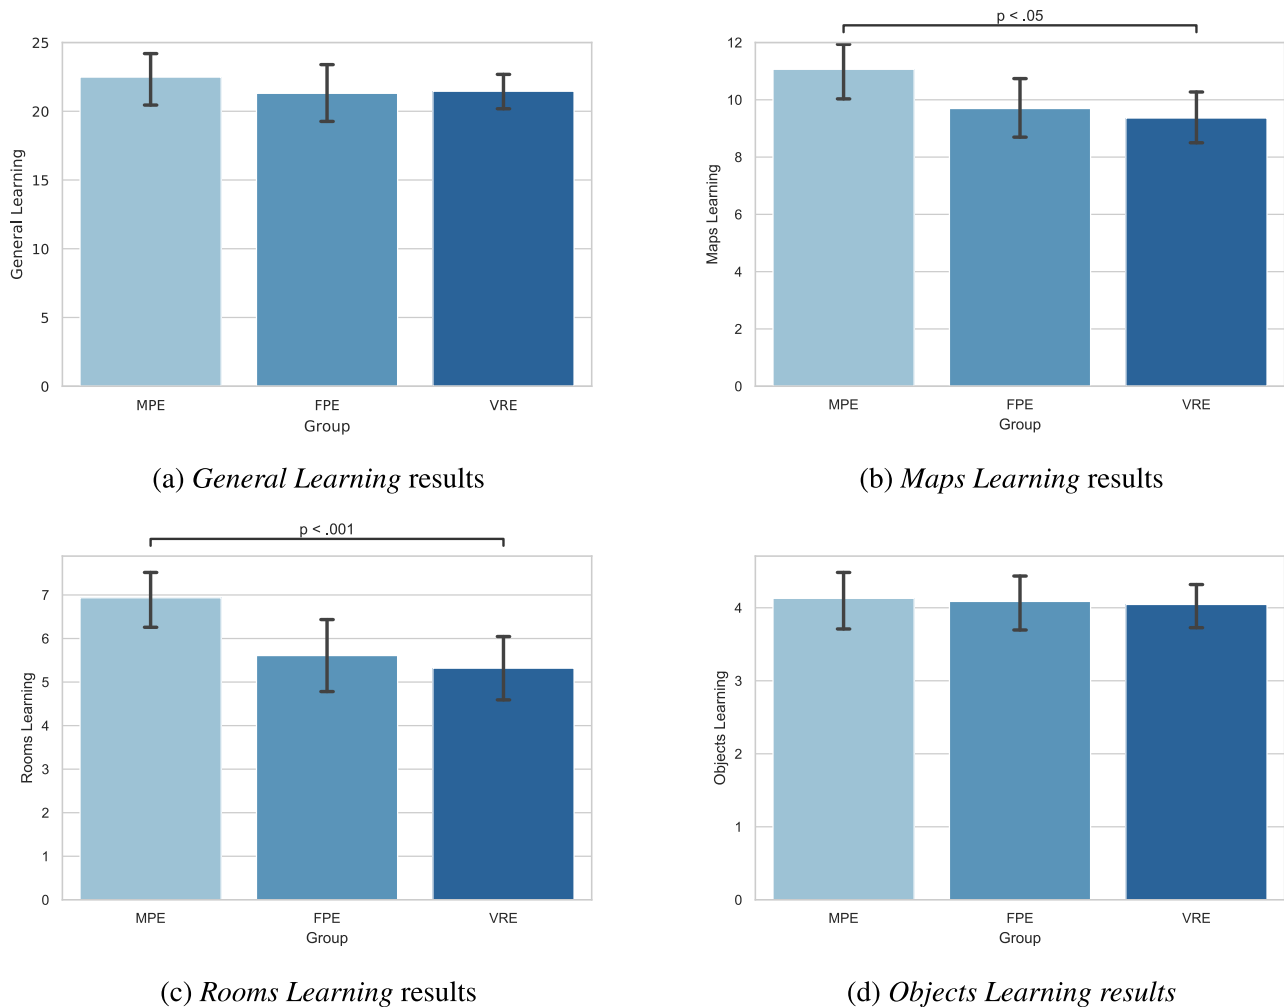 25
20
15
10
5
0
General Learning
MPE
FPE
VRE
Group
(a) General Learning results
p < .05
12
10
8
6
4
2
0
Maps Learning
MPE
FPE
VRE
Group
(b) Maps Learning results
p < .001
7
6
5
4
3
2
1
0
Rooms Learning
MPE
FPE
VRE
Group
(c) Rooms Learning results
4
3
2
1
0
Objects Learning
MPE
FPE
VRE
Group
(d) Objects Learning results